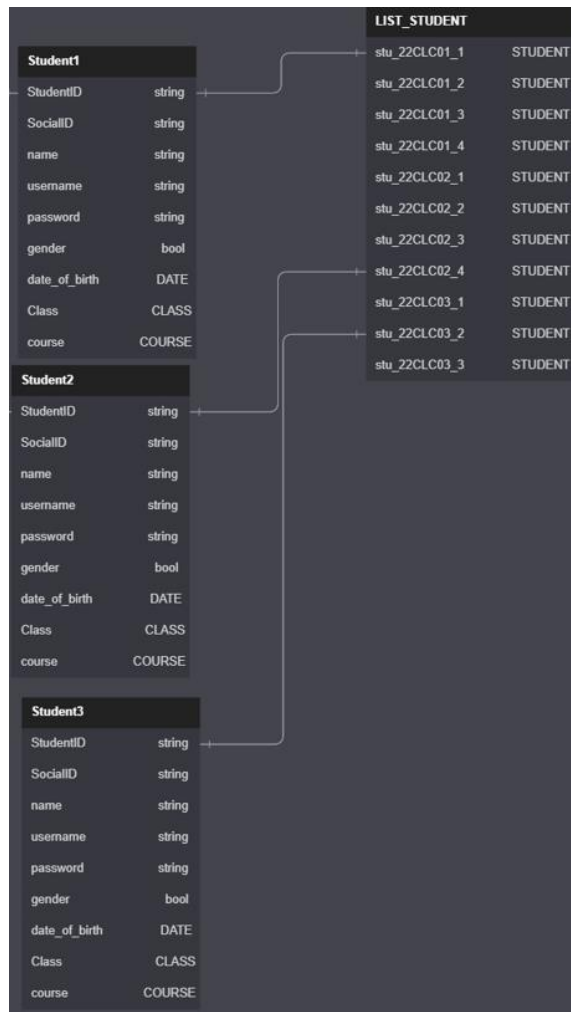 Student1
StudentID string
SocialID string
name string
username string
password string
gender bool
date_of_birth DATE
Class CLASS
course COURSE
Student2
StudentID string
SocialID string
name string
username string
password string
gender bool
date_of_birth DATE
Class CLASS
course COURSE
Student3
StudentID string
SocialID string
name string
username string
password string
gender bool
date_of_birth DATE
Class CLASS
course COURSE
LIST_STUDENT
stu_22CLC01_1 STUDENT
stu_22CLC01_2 STUDENT
stu_22CLC01_3 STUDENT
stu_22CLC01_4 STUDENT
stu_22CLC02_1 STUDENT
stu_22CLC02_2 STUDENT
stu_22CLC02_3 STUDENT
stu_22CLC02_4 STUDENT
stu_22CLC03_1 STUDENT
stu_22CLC03_2 STUDENT
stu_22CLC03_3 STUDENT